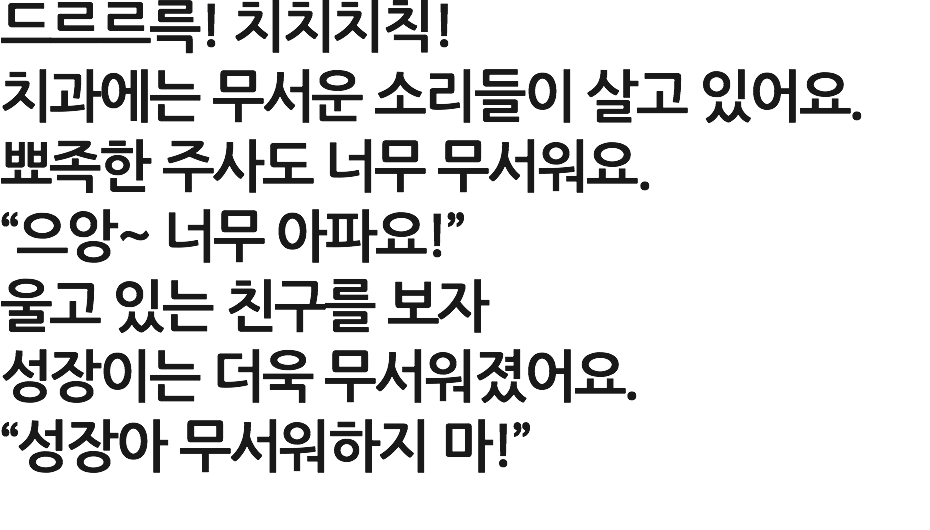 드르르륵! 치치치칙!
치과에는 무서운 소리들이 살고 있어요.
뾰족한 주사도 너무 무서워요.
“으앙~ 너무 아파요!”
울고 있는 친구를 보자
성장이는 더욱 무서워졌어요.
“성장아 무서워하지 마!”